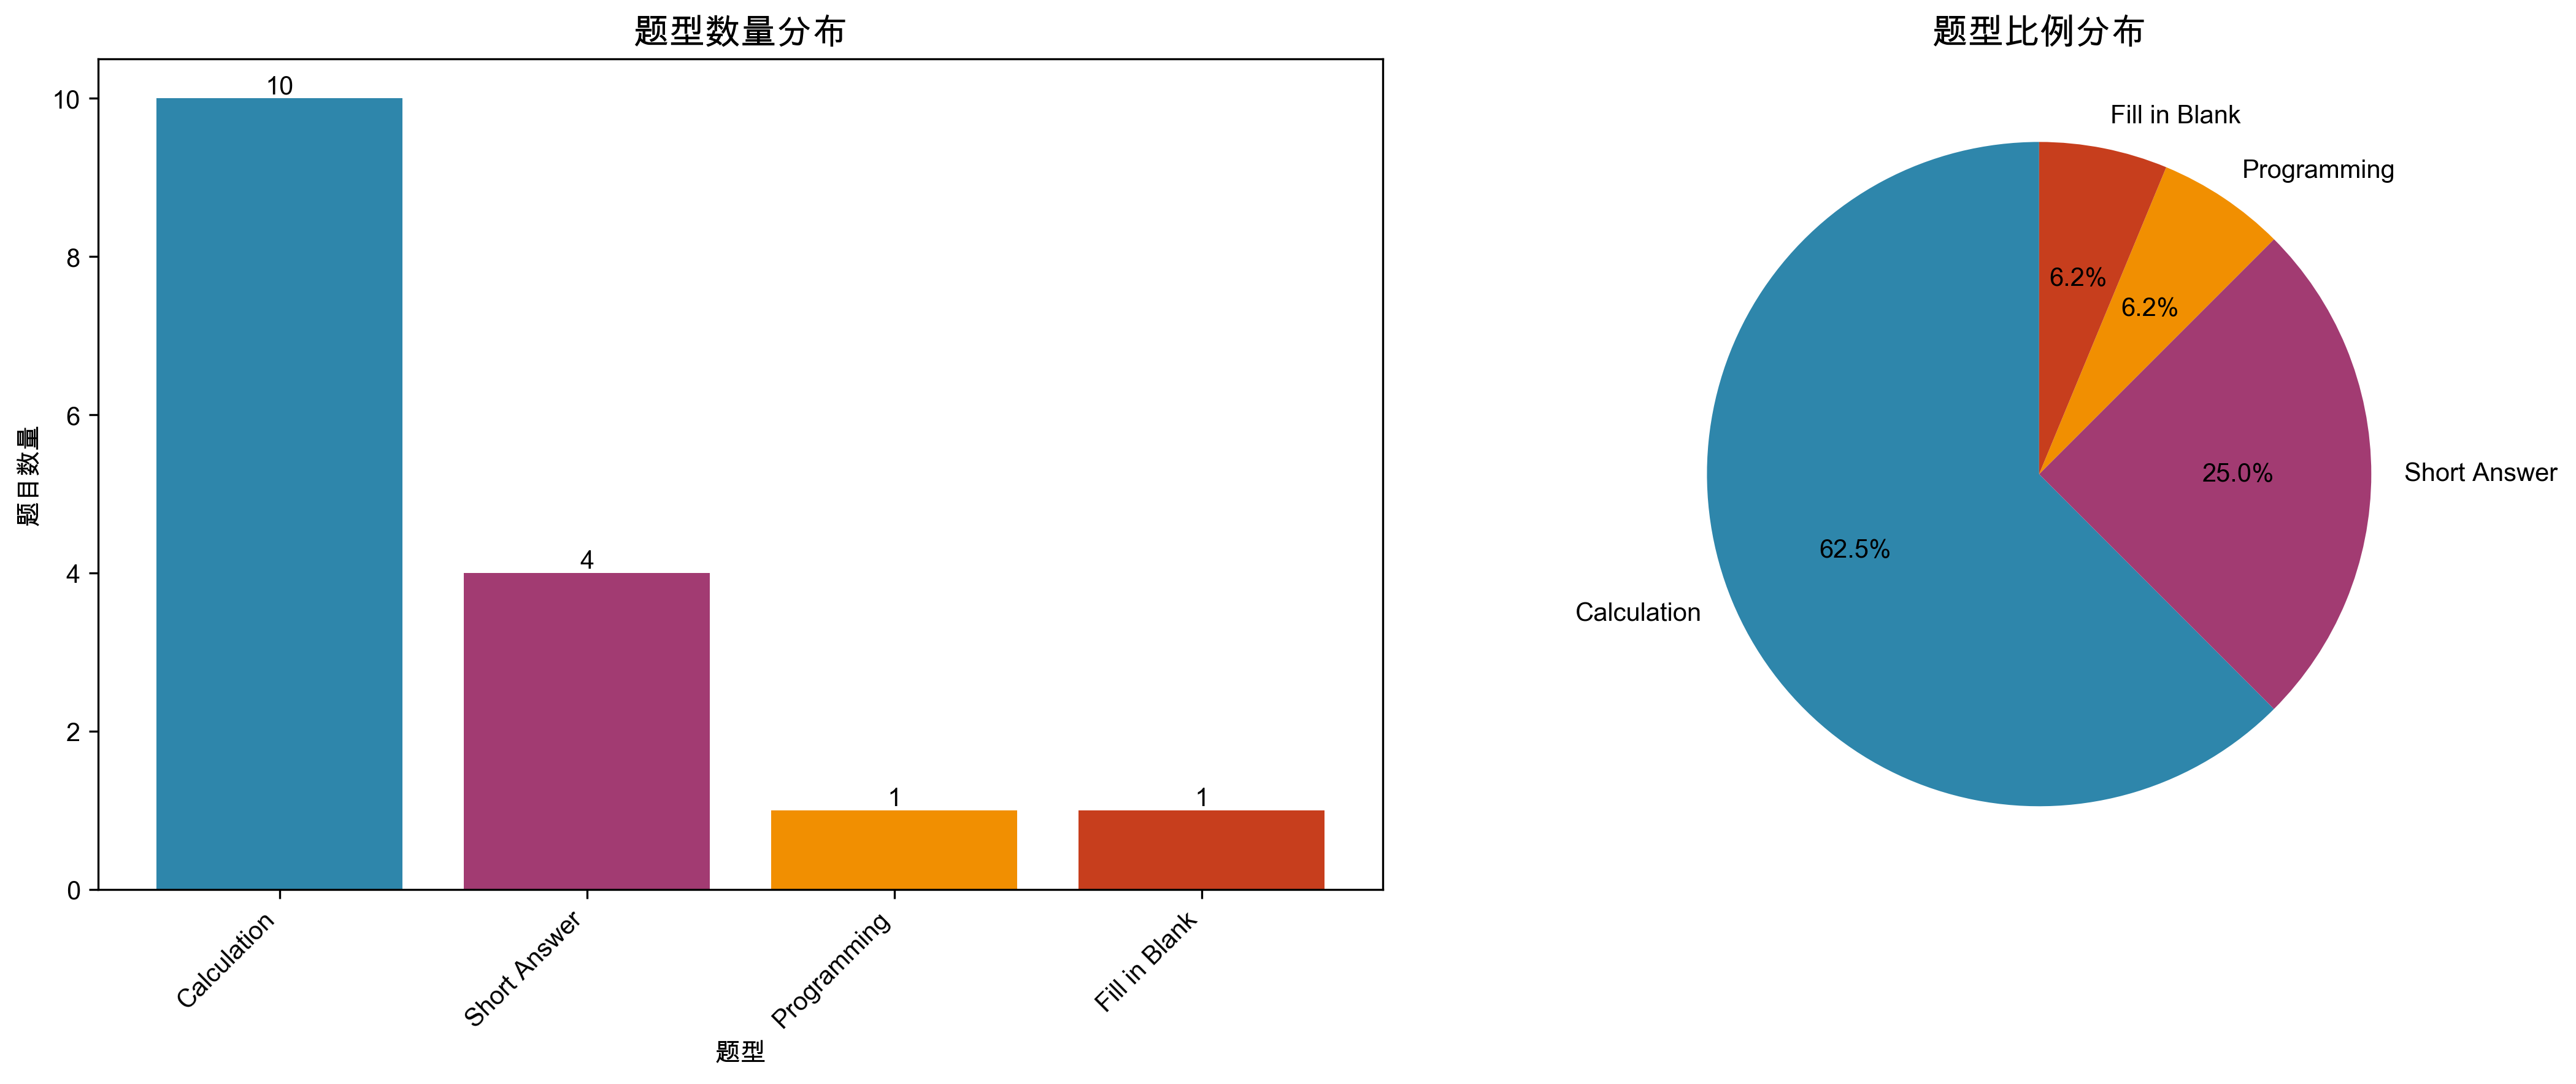 题型数量分布
10
8
6
4
2
0
题目数量
10
4
1
1
Calculation
Short Answer
Programming
Fill in Blank
题型
题型比例分布
Fill in Blank
Programming
Short Answer
Calculation
6.2%
6.2%
25.0%
62.5%